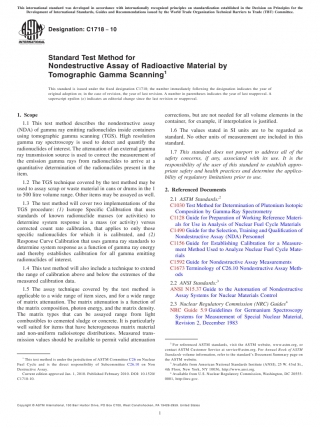 This international standard was developed in accordance with internationally recognized principles on standardization established in the Decision on Principles for the
Development of International Standards, Guides and Recommendations issued by the World Trade Organization Technical Barriers to Trade (TBT) Committee.
Designation: C1718 − 10
Standard Test Method for
Nondestructive Assay of Radioactive Material by
Tomographic Gamma Scanning1
This standard is issued under the fixed designation C1718; the number immediately following the designation indicates the year of
original adoption or, in the case of revision, the year of last revision. A number in parentheses indicates the year of last reapproval. A
superscript epsilon (ε) indicates an editorial change since the last revision or reapproval.
1. Scope
1.1 This test method describes the nondestructive assay
(NDA) of gamma ray emitting radionuclides inside containers
using tomographic gamma scanning (TGS). High resolution
gamma ray spectroscopy is used to detect and quantify the
radionuclides of interest. The attenuation of an external gamma
ray transmission source is used to correct the measurement of
the emission gamma rays from radionuclides to arrive at a
quantitative determination of the radionuclides present in the
item.
1.2 The TGS technique covered by the test method may be
used to assay scrap or waste material in cans or drums in the 1
to 500 litre volume range. Other items may be assayed as well.
1.3 The test method will cover two implementations of the
TGS procedure: (1) Isotope Specific Calibration that uses
standards of known radionuclide masses (or activities) to
determine system response in a mass (or activity) versus
corrected count rate calibration, that applies to only those
specific radionuclides for which it is calibrated, and (2)
Response Curve Calibration that uses gamma ray standards to
determine system response as a function of gamma ray energy
and thereby establishes calibration for all gamma emitting
radionuclides of interest.
1.4 This test method will also include a technique to extend
the range of calibration above and below the extremes of the
measured calibration data.
1.5 The assay technique covered by the test method is
applicable to a wide range of item sizes, and for a wide range
of matrix attenuation. The matrix attenuation is a function of
the matrix composition, photon energy, and the matrix density.
The matrix types that can be assayed range from light
combustibles to cemented sludge or concrete. It is particularly
well suited for items that have heterogeneous matrix material
and non-uniform radioisotope distributions. Measured trans-
mission values should be available to permit valid attenuation
corrections, but are not needed for all volume elements in the
container, for example, if interpolation is justified.
1.6 The values stated in SI units are to be regarded as
standard. No other units of measurement are included in this
standard.
1.7 This standard does not purport to address all of the
safety concerns, if any, associated with its use. It is the
responsibility of the user of this standard to establish appro-
priate safety and health practices and determine the applica-
bility of regulatory limitations prior to use.
2. Referenced Documents
2.1 ASTM Standards:2
C1030 Test Method for Determination of Plutonium Isotopic
Composition by Gamma-Ray Spectrometry
C1128 Guide for Preparation of Working Reference Materi-
als for Use in Analysis of Nuclear Fuel Cycle Materials
C1490 Guide for the Selection, Training and Qualification of
Nondestructive Assay (NDA) Personnel
C1156 Guide for Establishing Calibration for a Measure-
ment Method Used to Analyze Nuclear Fuel Cycle Mate-
rials
C1592 Guide for Nondestructive Assay Measurements
C1673 Terminology of C26.10 Nondestructive Assay Meth-
ods
2.2 ANSI Standards:3
ANSI N15.37 Guide to the Automation of Nondestructive
Assay Systems for Nuclear Material Control
2.3 Nuclear Regulatory Commission (NRC) Guides4
NRC Guide 5.9 Guidelines for Germanium Spectroscopy
Systems for Measurement of Special Nuclear Material,
Revision 2, December 1983
1 This test method is under the jurisdiction of ASTM Committee C26 on Nuclear
Fuel Cycle and is the direct responsibility of Subcommittee C26.10 on Non
Destructive Assay.
Current edition approved Jan. 1, 2010. Published February 2010. DOI: 10.1520/
C1718-10.
2 For referenced ASTM standards, visit the ASTM website, www.astm.org, or
contact ASTM Customer Service at service@astm.org. For Annual Book of ASTM
Standards volume information, refer to the standard's Document Summary page on
the ASTM website.
3 Available from American National Standards Institute (ANSI), 25 W. 43rd St.,
4th Floor, New York, NY 10036, http://www.ansi.org.
4 Available from U.S. Nuclear Regulatory Commission, Washington, DC 20555-
0001, http://nrc.gov.
Copyright © ASTM International, 100 Barr Harbor Drive, PO Box C700, West Conshohocken, PA 19428-2959. United States
1